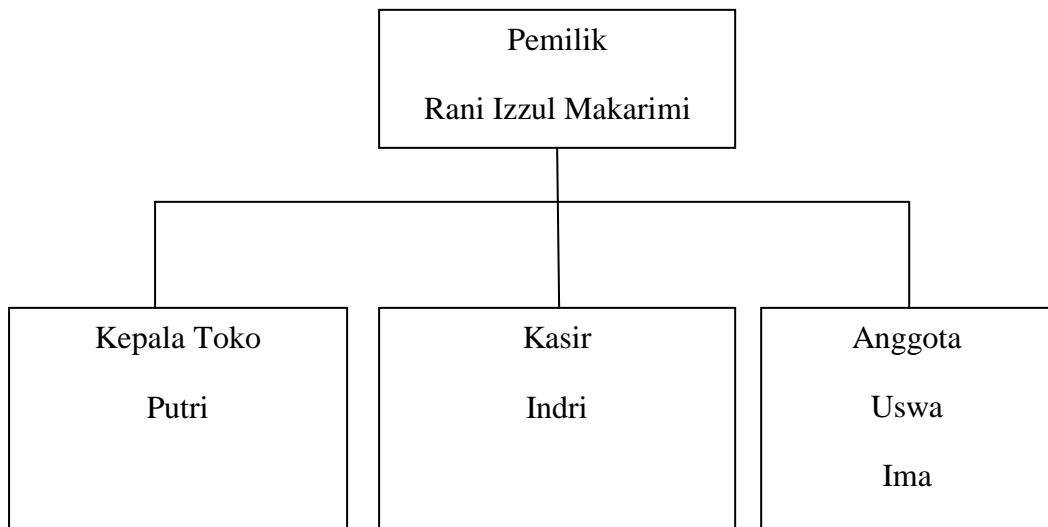 Pemilik
Rani Izzul Makarimi
Kepala Toko
Putri
Kasir
Indri
Anggota
Uswa
Ima